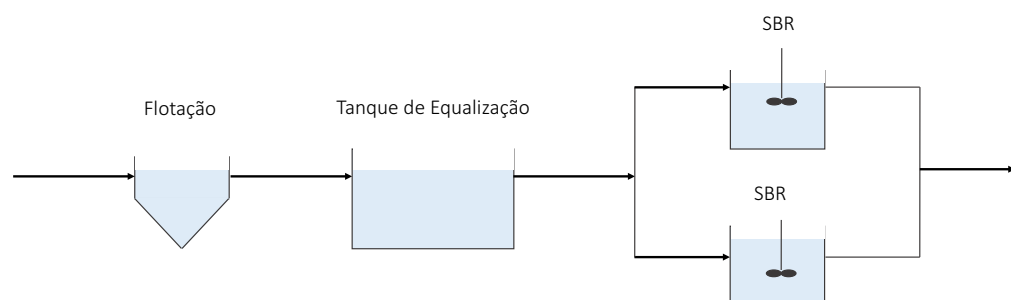 SBR
Flotação
Tanque de Equalização
SBR